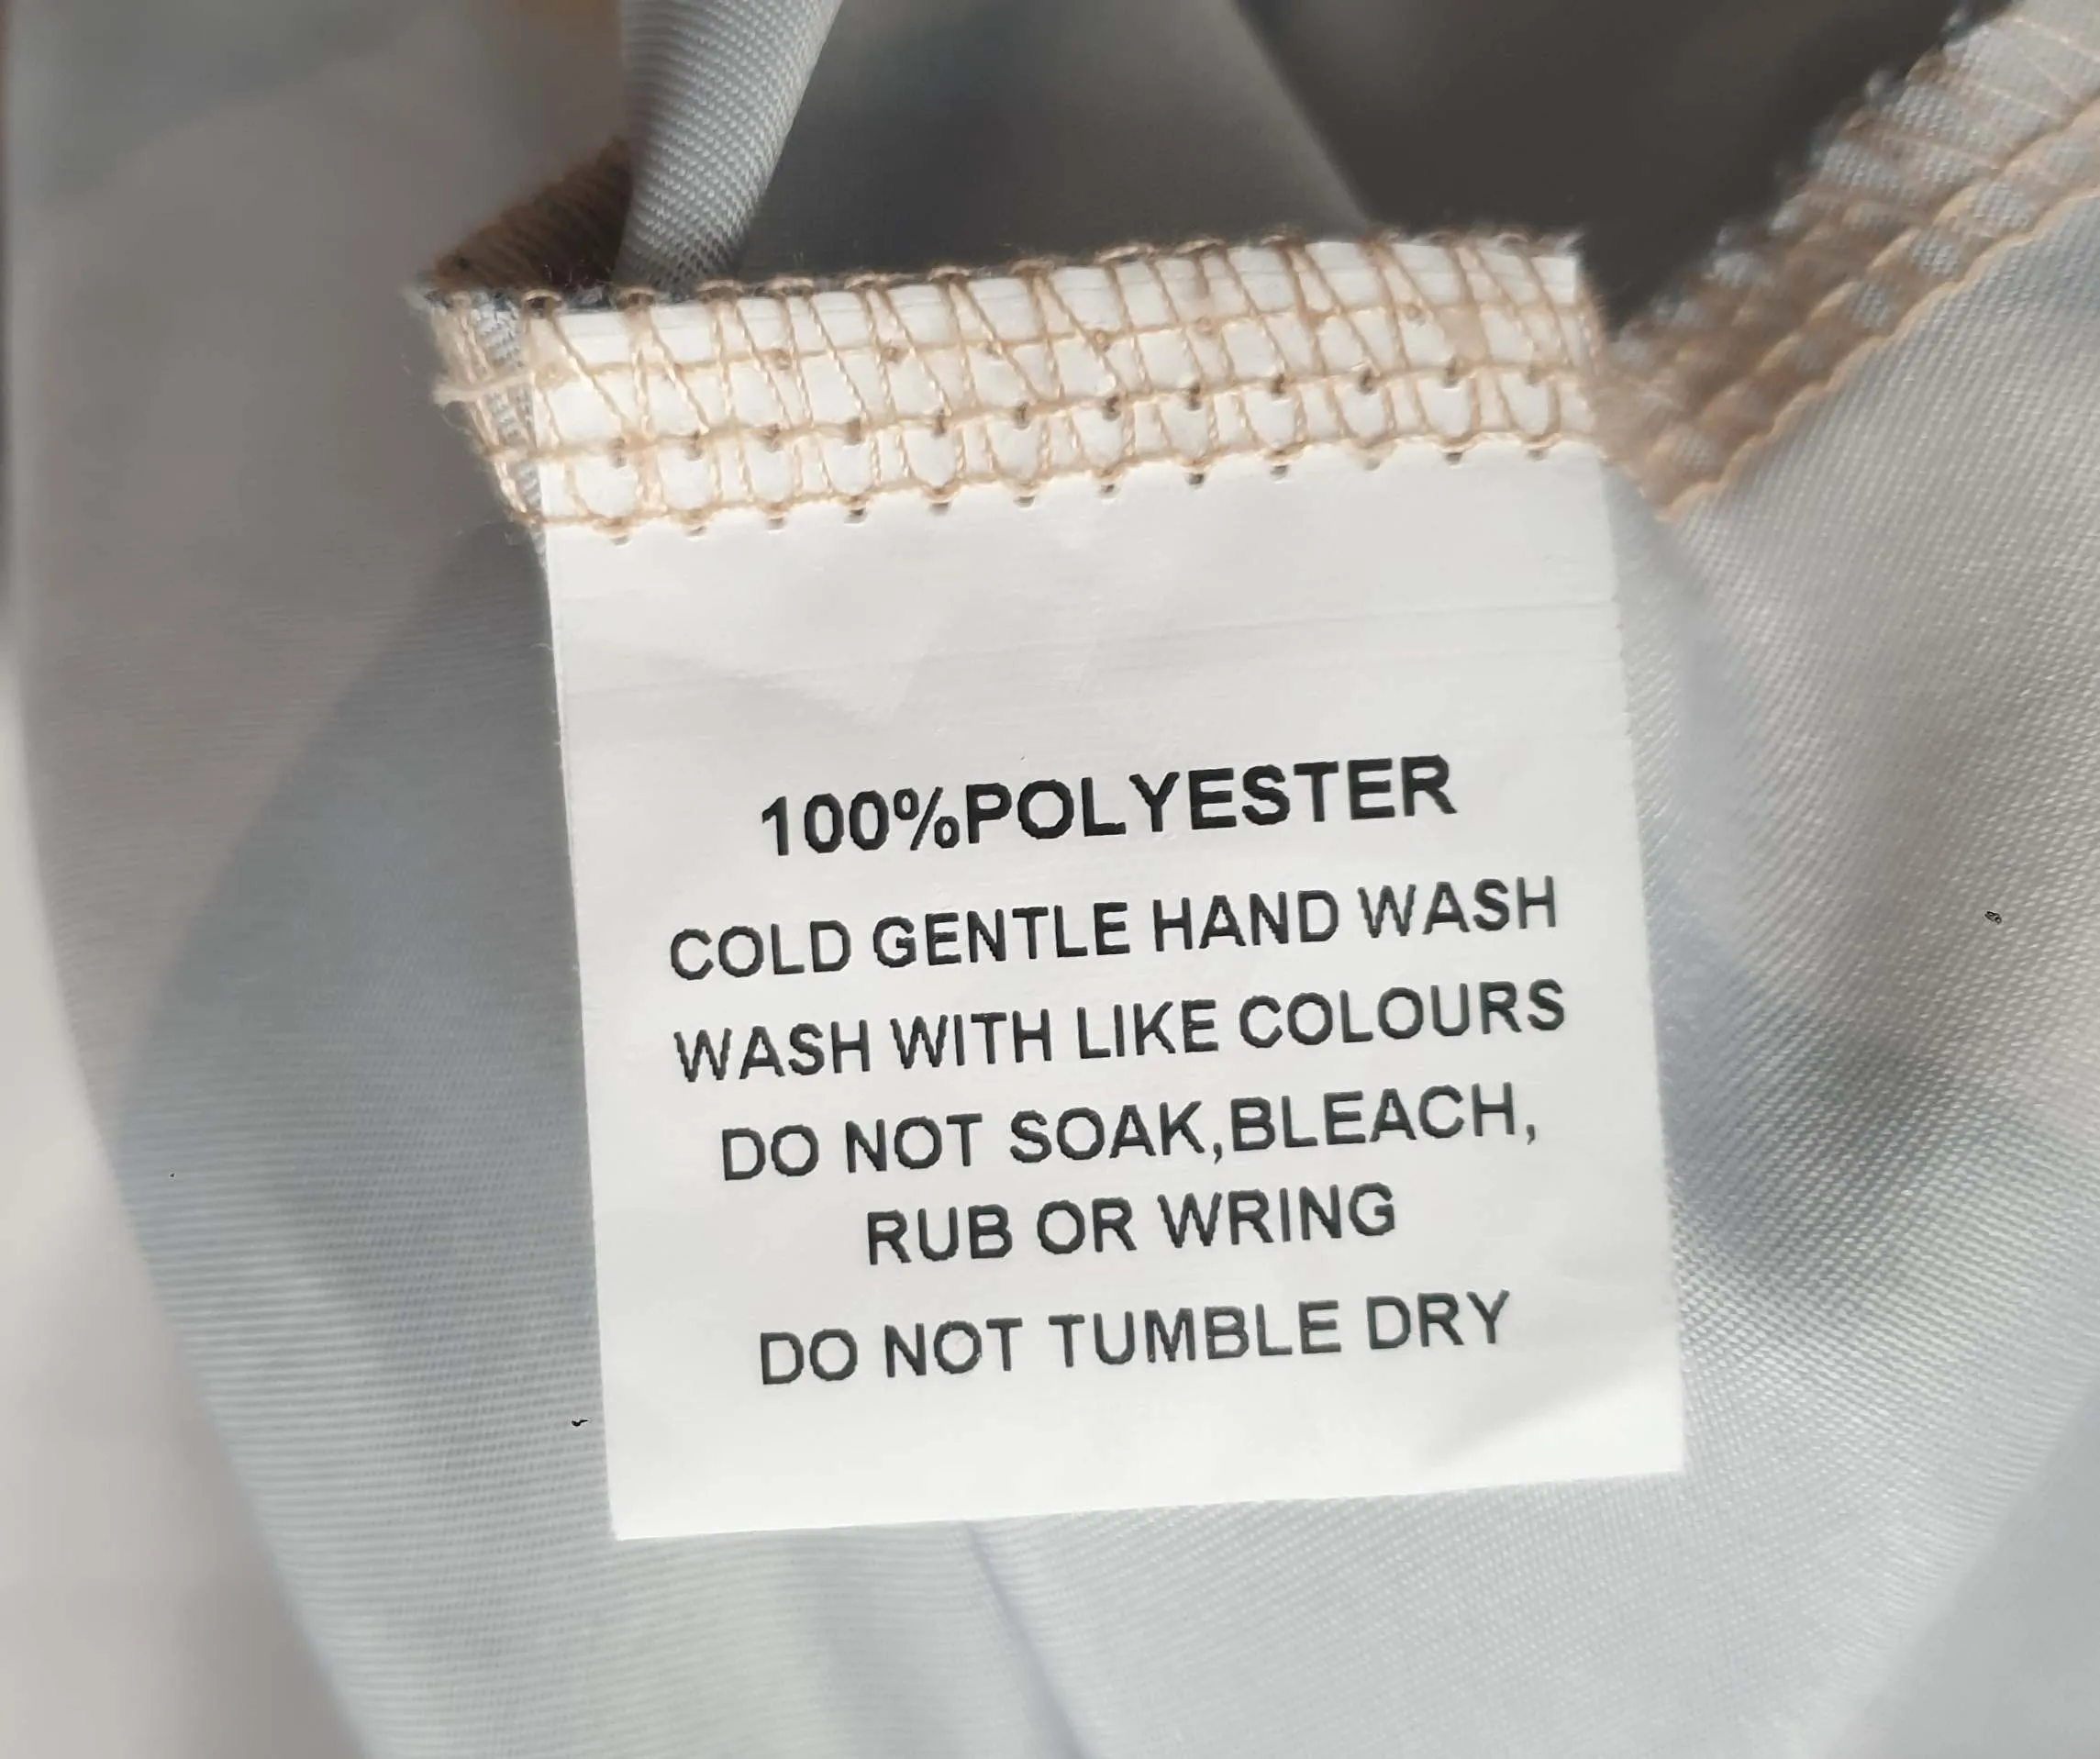 100%POLYESTER
COLD GENTLE HAND WASH
WASH WITH LIKE COLOURS
DO NOT SOAK,BLEACH,
RUB OR WRING
DO NOT TUMBLE DRY